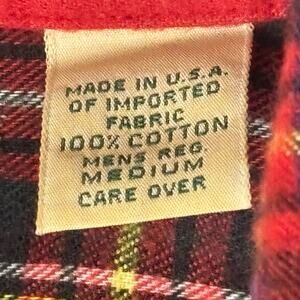 MADE IN U.S.A.
OF IMPORTED
FABRIC
100% COTTON
MENS REG.
MEDIUM
CARE OVER